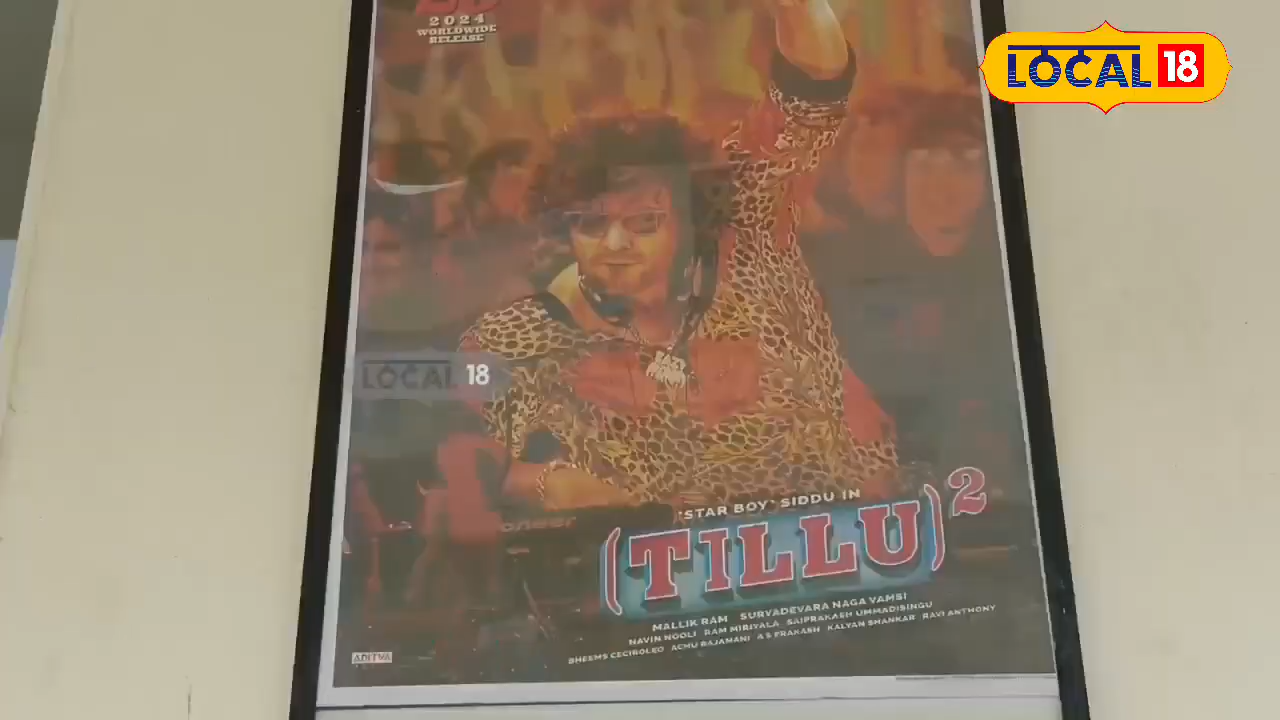 2024
WORLDWIDE
RELEASE
LOCAL 18
LOCAL 18
Pioneer
'STAR BOY' SIDDU IN
(TILLU)²
MALLIK RAM SURYADEVARA NAGA VAMSI
NAVIN NOOLI RAM MIRIYALA SAIPRAKASH UMMADISINGU
BHEEMS CECIROLEO ACHU RAJAMANI A S PRAKASH KALYAN SHANKAR RAVI ANTHONY
ADITYA